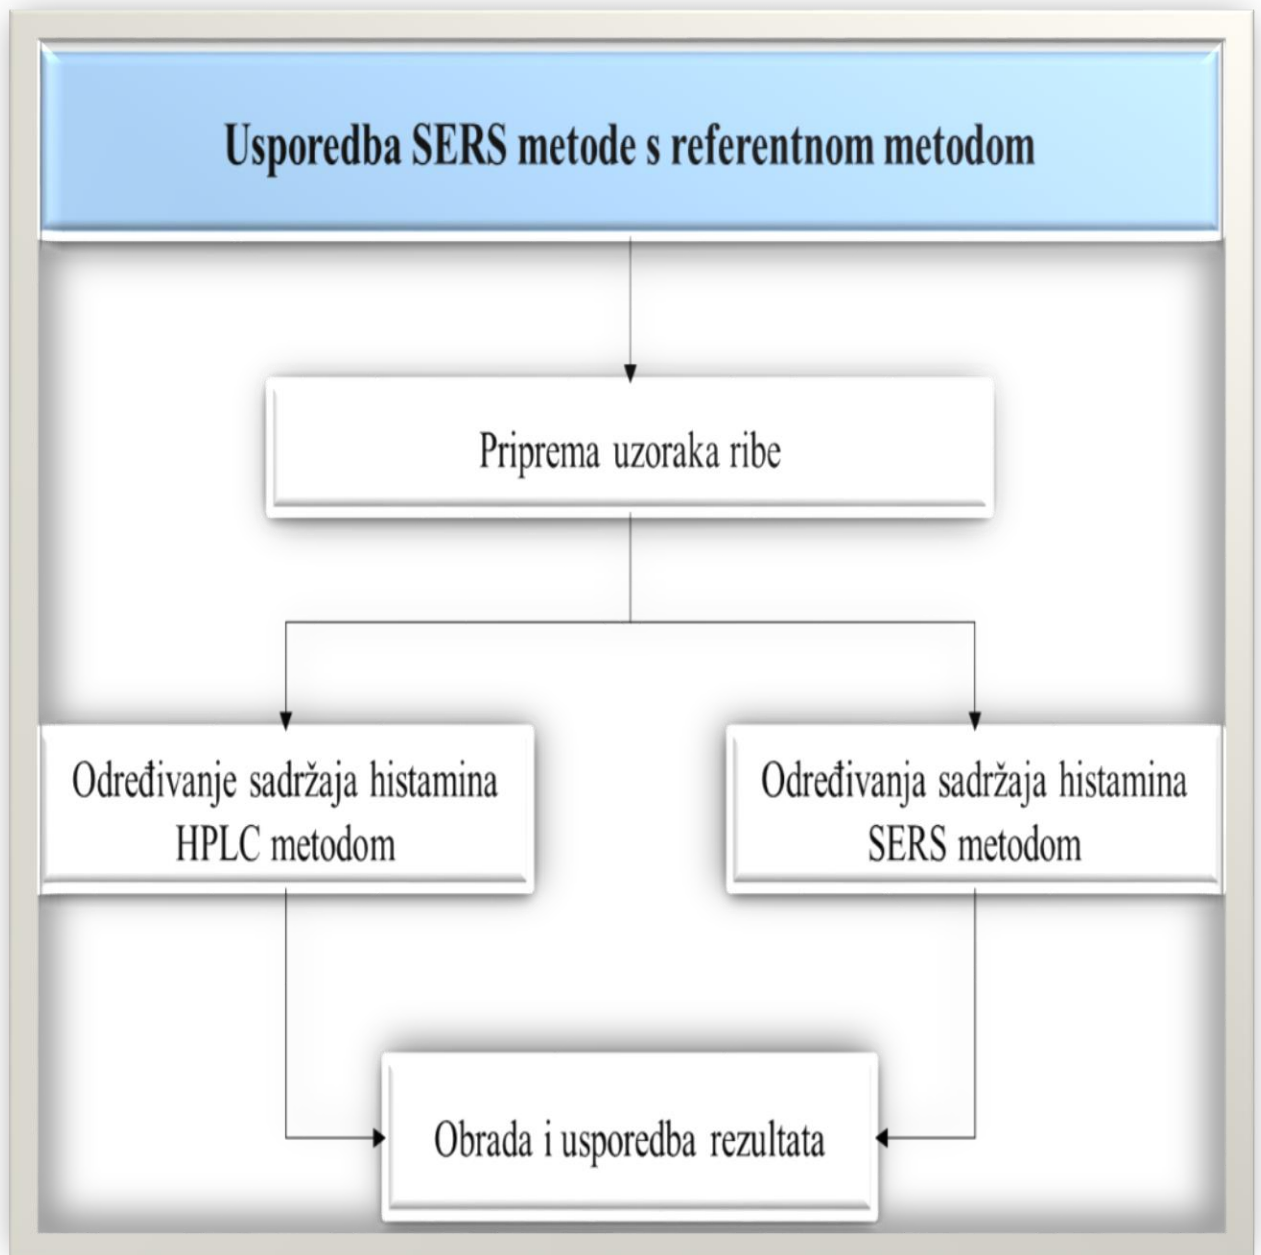 Usporedba SERS metode s referentnom metodom
Priprema uzoraka ribe
Određivanje sadržaja histamina
HPLC metodom
Određivanja sadržaja histamina
SERS metodom
Obrada i usporedba rezultata